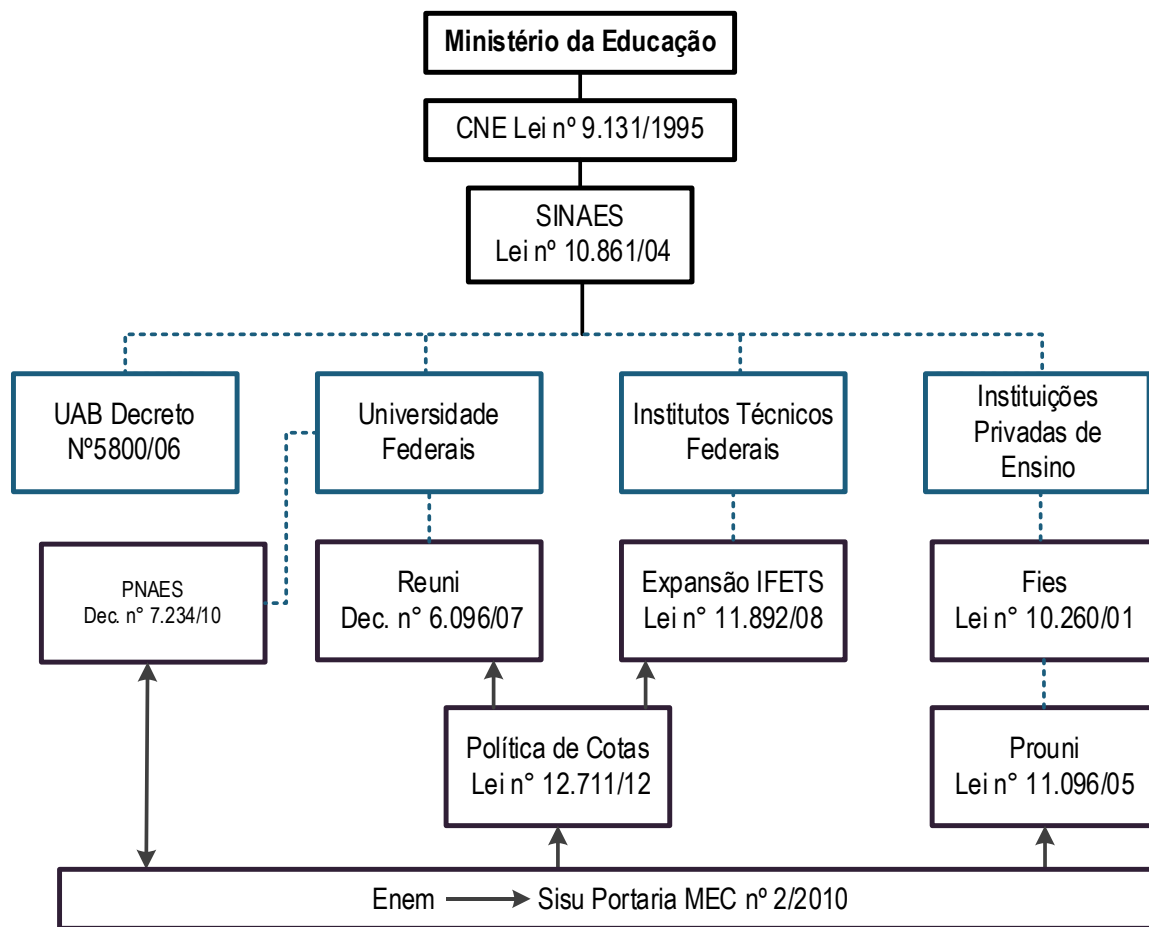 Ministério da Educação
CNE Lei nº 9.131/1995
SINAES
Lei nº 10.861/04
UAB Decreto
Nº5800/06
Universidade
Federais
Institutos Técnicos
Federais
Instituições
Privadas de
Ensino
PNAES
Dec. n° 7.234/10
Reuni
Dec. n° 6.096/07
Expansão IFETS
Lei n° 11.892/08
Fies
Lei n° 10.260/01
Política de Cotas
Lei n° 12.711/12
Prouni
Lei n° 11.096/05
Enem Sisu Portaria MEC nº 2/2010